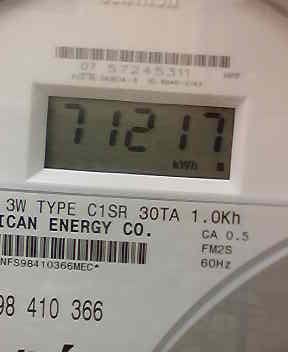 07 57245311
71217
kWh
3W TYPE C1SR 30TA 1.0Kh
ICAN ENERGY CO.
CA 0.5
FM2S
60Hz
NFS98410366MEC*
98 410 366